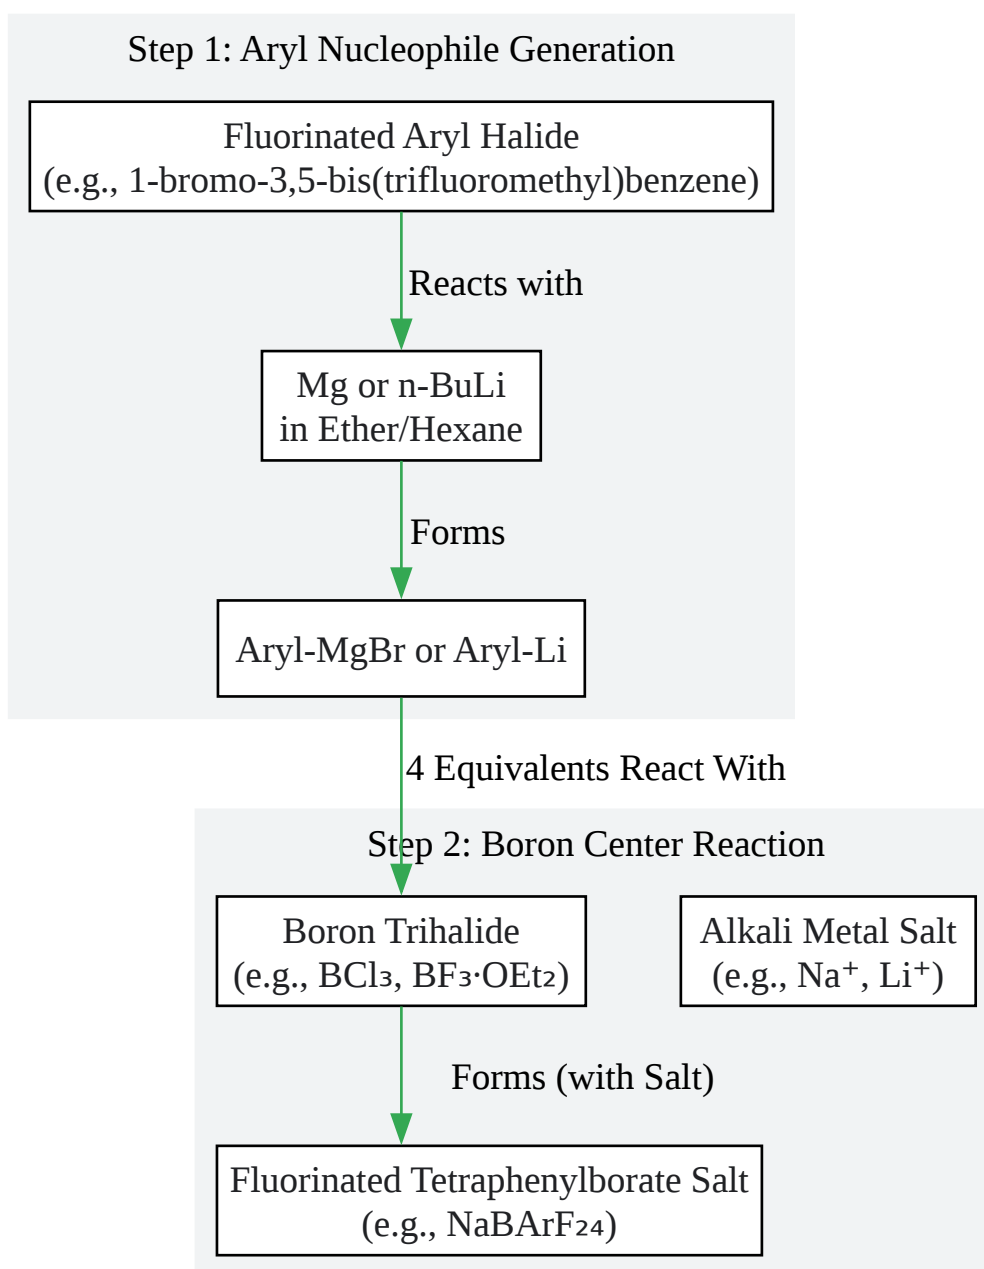 Step 1: Aryl Nucleophile Generation
Fluorinated Aryl Halide
(e.g., 1-bromo-3,5-bis(trifluoromethyl)benzene)
Reacts with
Mg or n-BuLi
in Ether/Hexane
Forms
Aryl-MgBr or Aryl-Li
4 Equivalents React With
Step 2: Boron Center Reaction
Boron Trihalide
(e.g., BCl₃, BF₃·OEt₂)
Alkali Metal Salt
(e.g., Na⁺, Li⁺)
Forms (with Salt)
Fluorinated Tetraphenylborate Salt
(e.g., NaBArF₂₄)